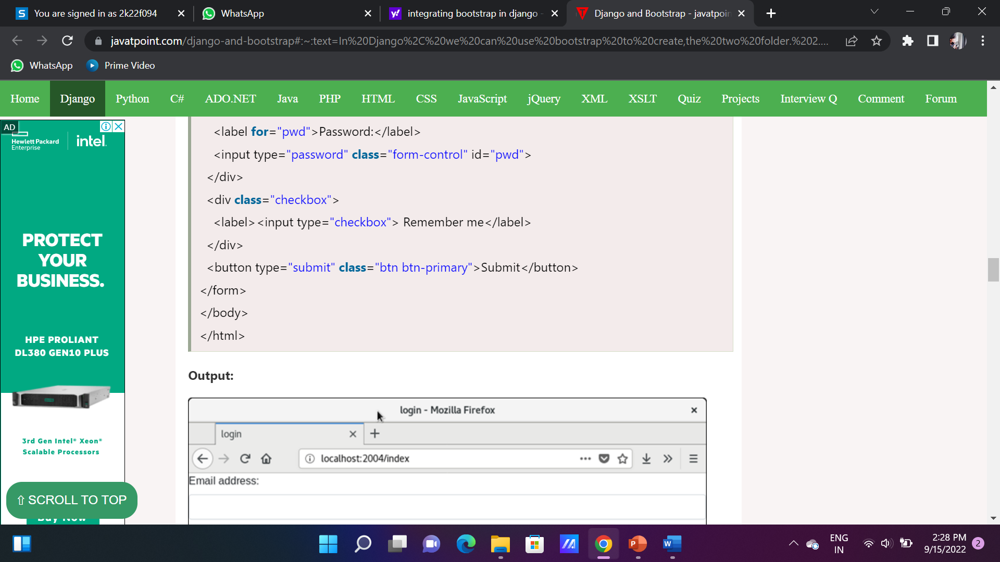 You are signed in as 2k22f094
WhatsApp
integrating bootstrap in django -
Django and Bootstrap - javatpoin
javatpoint.com/django-and-bootstrap#:~:text=In%20Django%2C%20we%20can%20use%20bootstrap%20to%20create,the%20two%20folder.%202....
WhatsApp
Prime Video
Home Django Python C# ADO.NET Java PHP HTML CSS JavaScript jQuery XML XSLT Quiz Projects Interview Q Comment Forum
AD
Hewlett Packard
Enterprise
intel.
PROTECT
YOUR
BUSINESS.
HPE PROLIANT
DL380 GEN10 PLUS
3rd Gen Intel® Xeon®
Scalable Processors
Buy Now
⇧ SCROLL TO TOP
<label for="pwd">Password:</label>
<input type="password" class="form-control" id="pwd">
</div>
<div class="checkbox">
<label><input type="checkbox"> Remember me</label>
</div>
<button type="submit" class="btn btn-primary">Submit</button>
</form>
</body>
</html>
Output:
login - Mozilla Firefox
login
localhost:2004/index
Email address:
ENG
IN
2:28 PM
9/15/2022
2